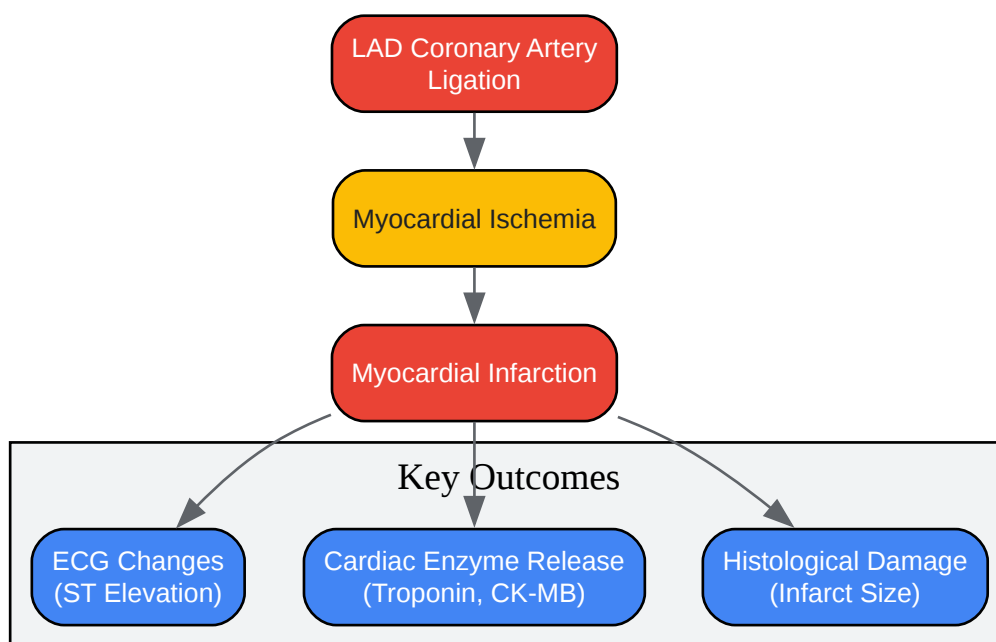 LAD Coronary Artery
Ligation
Myocardial Ischemia
Myocardial Infarction
Key Outcomes
ECG Changes
(ST Elevation)
Cardiac Enzyme Release
(Troponin, CK-MB)
Histological Damage
(Infarct Size)